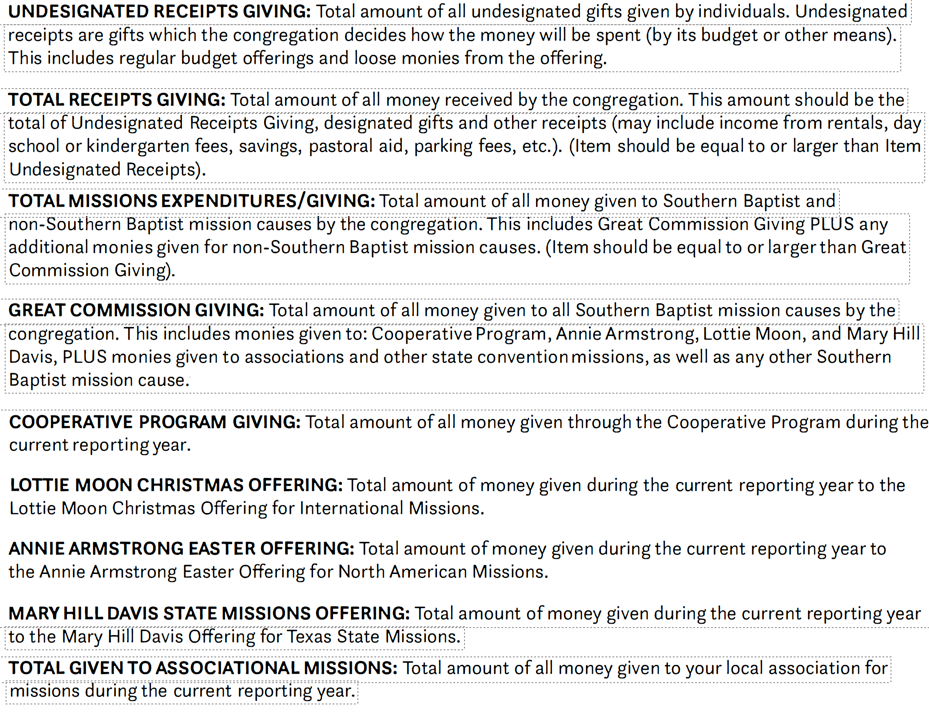 UNDESIGNATED RECEIPTS GIVING: Total amount of all undesignated gifts given by individuals. Undesignated
receipts are gifts which the congregation decides how the money will be spent (by its budget or other means).
This includes regular budget offerings and loose monies from the offering.
TOTAL RECEIPTS GIVING: Total amount of all money received by the congregation. This amount should be the
total of Undesignated Receipts Giving, designated gifts and other receipts (may include income from rentals, day
school or kindergarten fees, savings, pastoral aid, parking fees, etc.). (Item should be equal to or larger than Item
Undesignated Receipts).
TOTAL MISSIONS EXPENDITURES/GIVING: Total amount of all money given to Southern Baptist and
non-Southern Baptist mission causes by the congregation. This includes Great Commission Giving PLUS any
additional monies given for non-Southern Baptist mission causes. (Item should be equal to or larger than Great
Commission Giving).
GREAT COMMISSION GIVING: Total amount of all money given to all Southern Baptist mission causes by the
congregation. This includes monies given to: Cooperative Program, Annie Armstrong, Lottie Moon, and Mary Hill
Davis, PLUS monies given to associations and other state convention missions, as well as any other Southern
Baptist mission cause.
COOPERATIVE PROGRAM GIVING: Total amount of all money given through the Cooperative Program during the
current reporting year.
LOTTIE MOON CHRISTMAS OFFERING: Total amount of money given during the current reporting year to the
Lottie Moon Christmas Offering for International Missions.
ANNIE ARMSTRONG EASTER OFFERING: Total amount of money given during the current reporting year to
the Annie Armstrong Easter Offering for North American Missions.
MARY HILL DAVIS STATE MISSIONS OFFERING: Total amount of money given during the current reporting year
to the Mary Hill Davis Offering for Texas State Missions.
TOTAL GIVEN TO ASSOCIATIONAL MISSIONS: Total amount of all money given to your local association for
missions during the current reporting year.